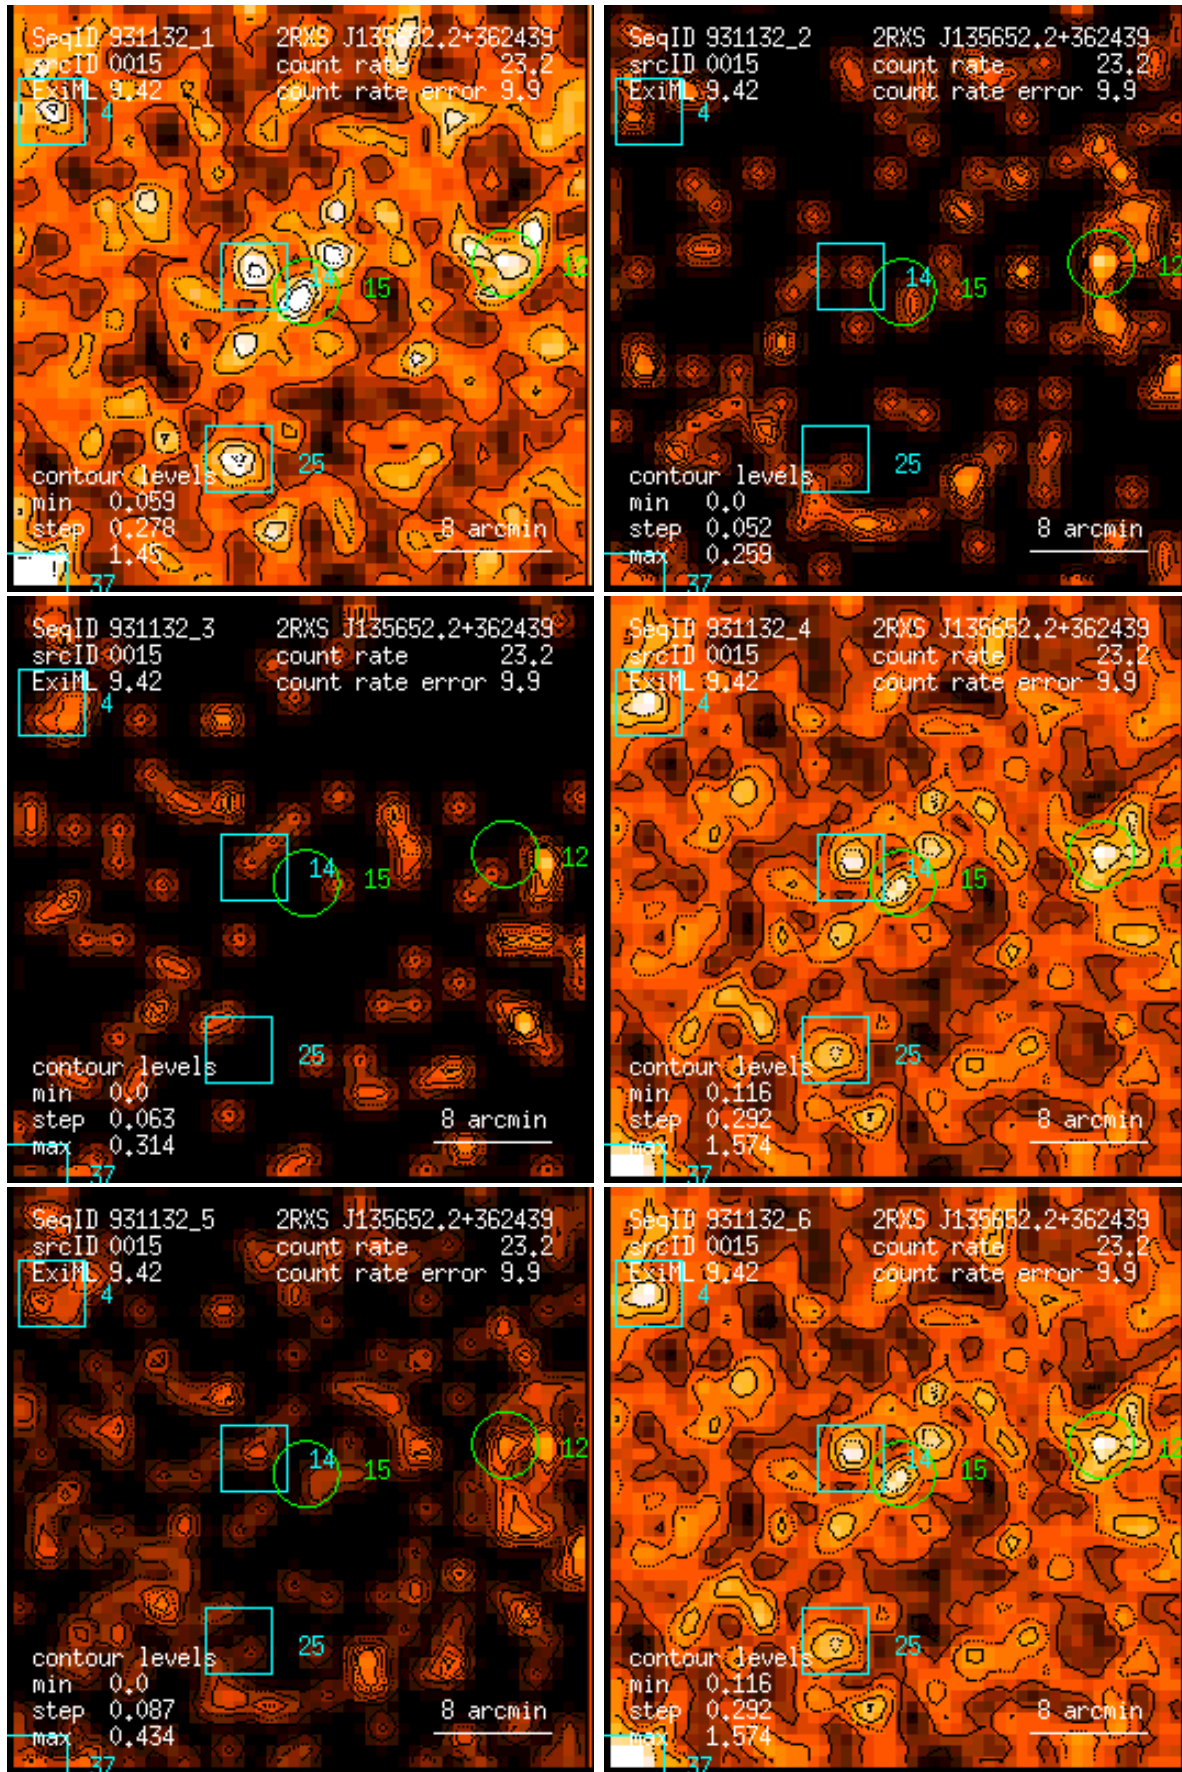 SeqID 931132_1 2RXS J135652.2+362439
srcID 0015 count rate 23.2
ExiML 9.42 count rate error 9.9
4
14 15 12
25
contour levels
min 0.059
step 0.278 8 arcmin
max 1.45
37
SeqID 931132_2 2RXS J135652.2+362439
srcID 0015 count rate 23.2
ExiML 9.42 count rate error 9.9
4
14 15 12
25
contour levels
min 0.0
step 0.052 8 arcmin
max 0.259
37
SeqID 931132_3 2RXS J135652.2+362439
srcID 0015 count rate 23.2
ExiML 9.42 count rate error 9.9
4
14 15 12
25
contour levels
min 0.0
step 0.063 8 arcmin
max 0.314
37
SeqID 931132_4 2RXS J135652.2+362439
srcID 0015 count rate 23.2
ExiML 9.42 count rate error 9.9
4
14 15 12
25
contour levels
min 0.116
step 0.292 8 arcmin
max 1.574
37
SeqID 931132_5 2RXS J135652.2+362439
srcID 0015 count rate 23.2
ExiML 9.42 count rate error 9.9
4
14 15 12
25
contour levels
min 0.0
step 0.087 8 arcmin
max 0.434
37
SeqID 931132_6 2RXS J135652.2+362439
srcID 0015 count rate 23.2
ExiML 9.42 count rate error 9.9
4
14 15 12
25
contour levels
min 0.116
step 0.292 8 arcmin
max 1.574
37